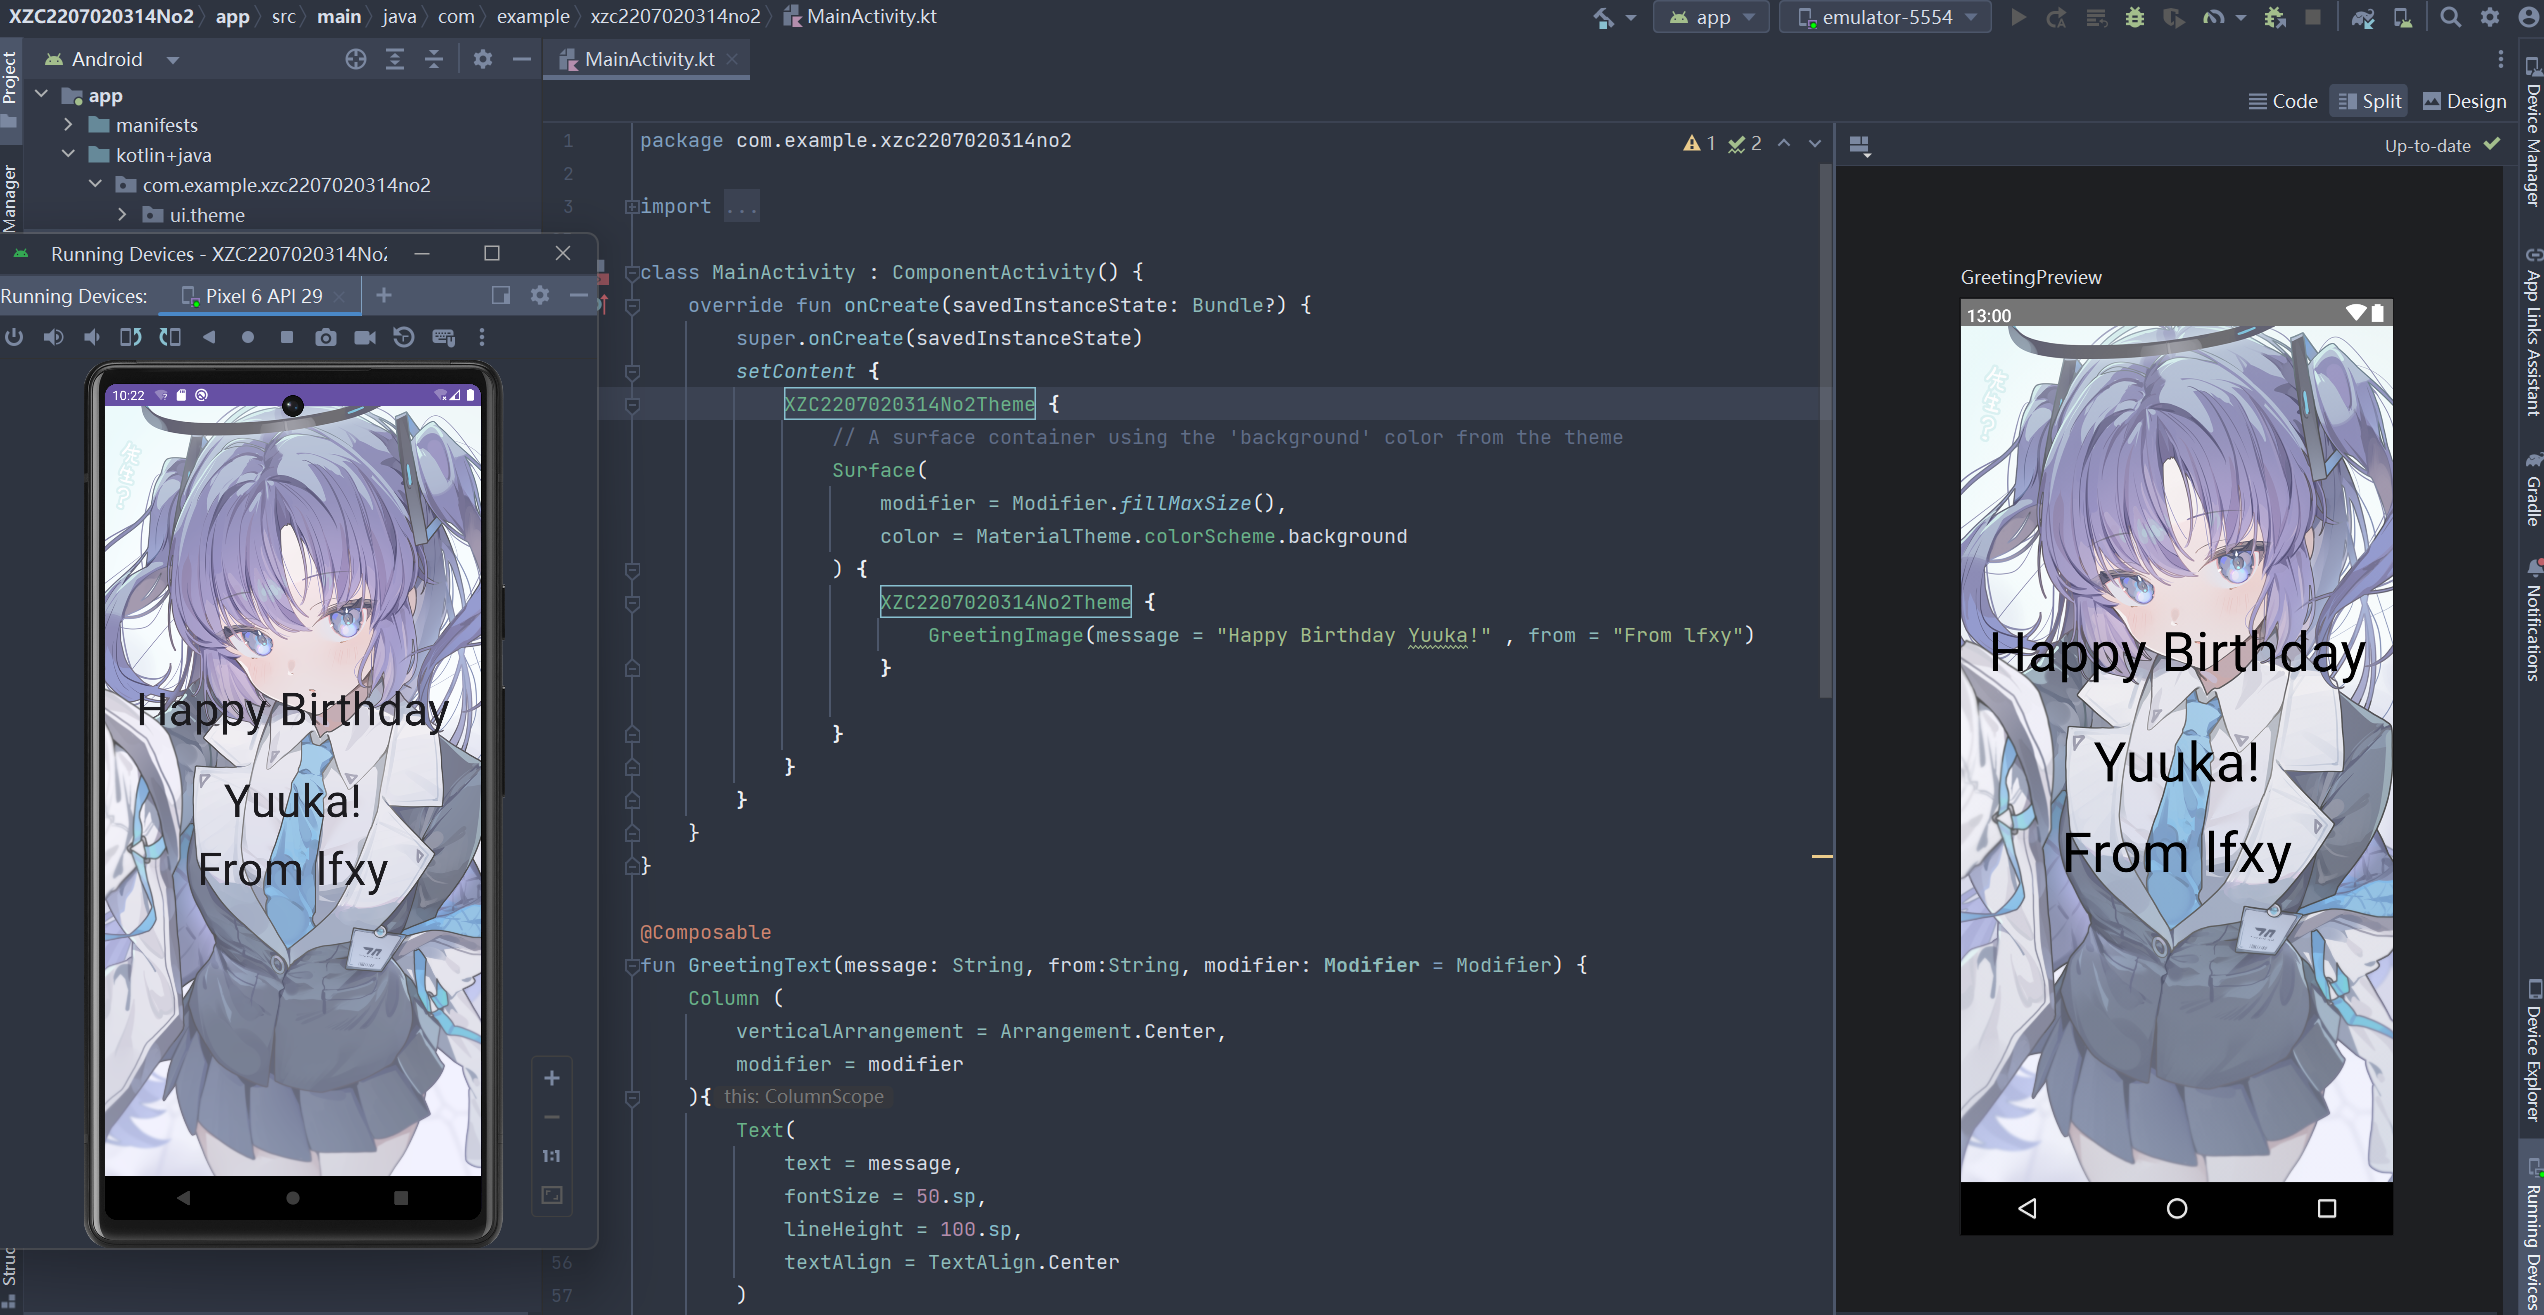 XZC2207020314No2 app src main java com example xzc2207020314no2 MainActivity.kt
app emulator-5554
Project
Android
MainActivity.kt
app
manifests
kotlin+java
com.example.xzc2207020314no2
ui.theme
Manager
Code Split Design
1 2
Up-to-date
Running Devices - XZC2207020314No2
Running Devices: Pixel 6 API 29
10:22
Happy Birthday
Yuuka!
From lfxy
1:1
Struc
1 package com.example.xzc2207020314no2
2
3 import ...
class MainActivity : ComponentActivity() {
override fun onCreate(savedInstanceState: Bundle?) {
super.onCreate(savedInstanceState)
setContent {
XZC2207020314No2Theme {
// A surface container using the 'background' color from the theme
Surface(
modifier = Modifier.fillMaxSize(),
color = MaterialTheme.colorScheme.background
) {
XZC2207020314No2Theme {
GreetingImage(message = "Happy Birthday Yuuka!" , from = "From lfxy")
}
}
}
}
}
}
@Composable
fun GreetingText(message: String, from:String, modifier: Modifier = Modifier) {
Column (
verticalArrangement = Arrangement.Center,
modifier = modifier
){ this: ColumnScope
Text(
text = message,
fontSize = 50.sp,
lineHeight = 100.sp,
56 textAlign = TextAlign.Center
57 )
GreetingPreview
13:00
Happy Birthday
Yuuka!
From lfxy
Device Manager
App Links Assistant
Gradle
Notifications
Device Explorer
Running Devices